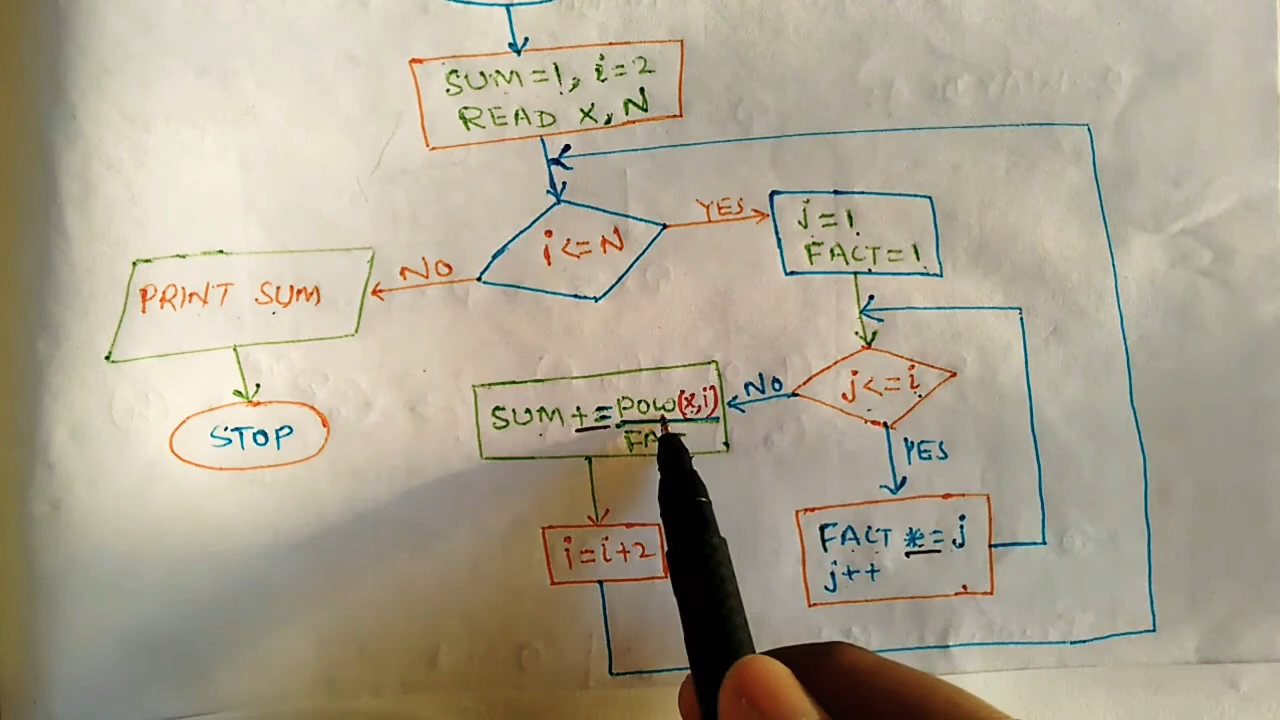 SUM=1, i=2
READ X, N
i<=N
YES
j=1
FACT=1
NO
PRINT SUM
STOP
j<=i
NO
SUM+=pow(x,i)
YES
FACT *= j
j++
i=i+2